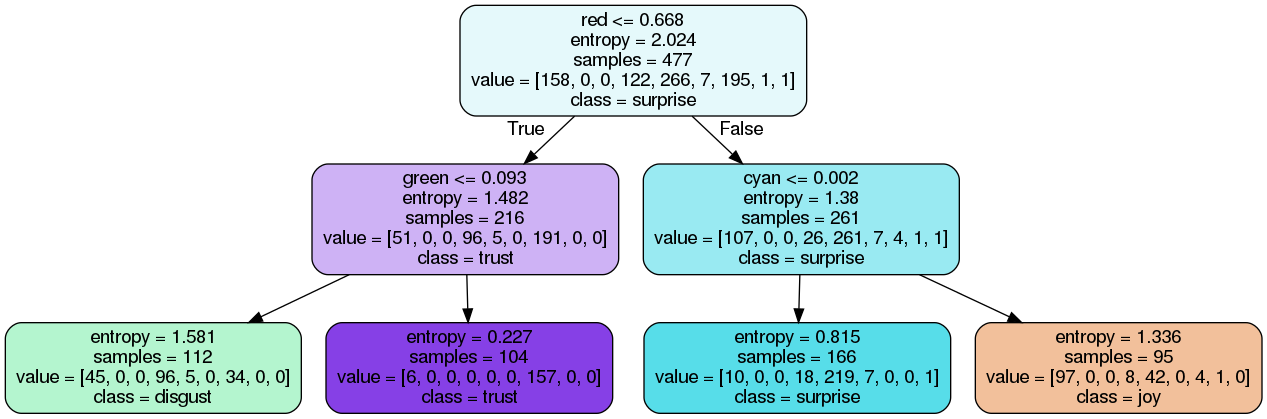 red <= 0.668
entropy = 2.024
samples = 477
value = [158, 0, 0, 122, 266, 7, 195, 1, 1]
class = surprise
True
False
green <= 0.093
entropy = 1.482
samples = 216
value = [51, 0, 0, 96, 5, 0, 191, 0, 0]
class = trust
cyan <= 0.002
entropy = 1.38
samples = 261
value = [107, 0, 0, 26, 261, 7, 4, 1, 1]
class = surprise
entropy = 1.581
samples = 112
value = [45, 0, 0, 96, 5, 0, 34, 0, 0]
class = disgust
entropy = 0.227
samples = 104
value = [6, 0, 0, 0, 0, 0, 157, 0, 0]
class = trust
entropy = 0.815
samples = 166
value = [10, 0, 0, 18, 219, 7, 0, 0, 1]
class = surprise
entropy = 1.336
samples = 95
value = [97, 0, 0, 8, 42, 0, 4, 1, 0]
class = joy